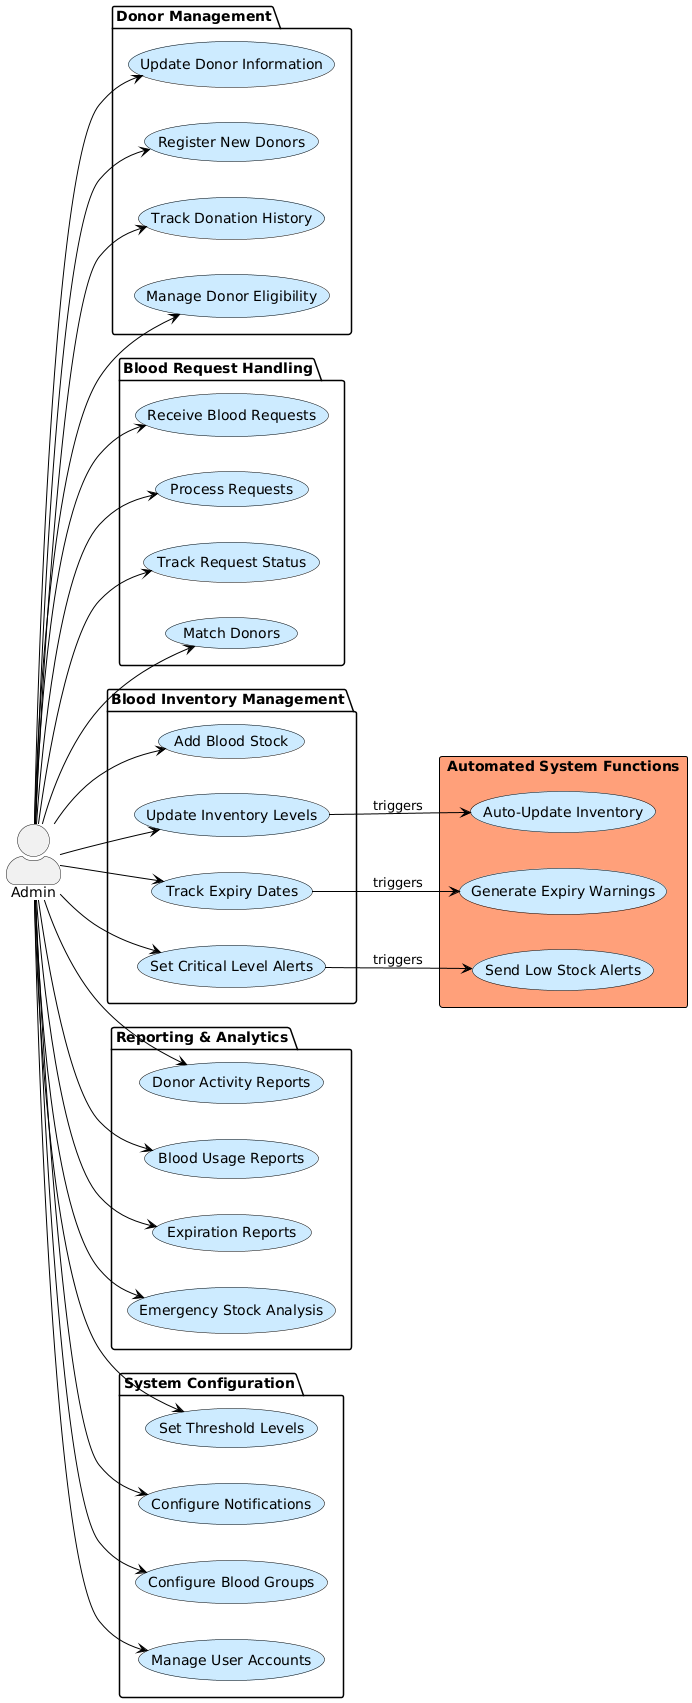 Donor Management
Update Donor Information
Register New Donors
Track Donation History
Manage Donor Eligibility
Blood Request Handling
Receive Blood Requests
Process Requests
Track Request Status
Match Donors
Admin
Blood Inventory Management
Add Blood Stock
Update Inventory Levels
Track Expiry Dates
Set Critical Level Alerts
triggers
triggers
triggers
Automated System Functions
Auto-Update Inventory
Generate Expiry Warnings
Send Low Stock Alerts
Reporting & Analytics
Donor Activity Reports
Blood Usage Reports
Expiration Reports
Emergency Stock Analysis
System Configuration
Set Threshold Levels
Configure Notifications
Configure Blood Groups
Manage User Accounts